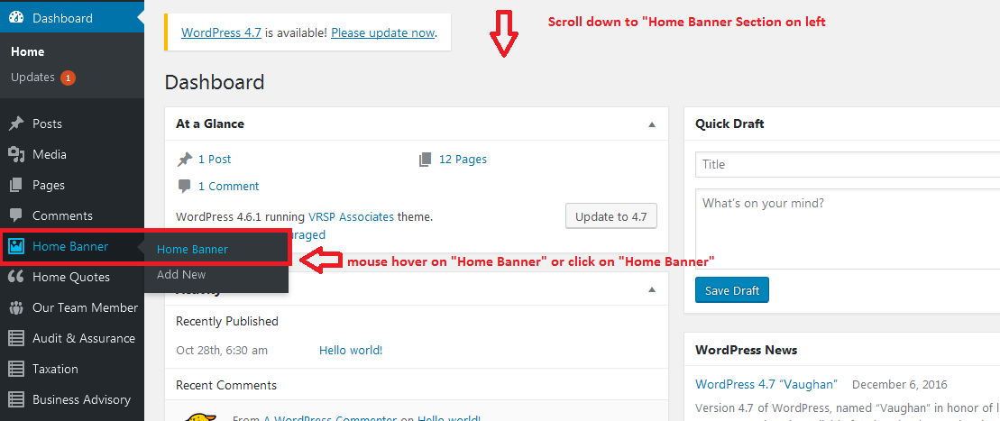 Dashboard
Home
Updates 1
Posts
Media
Pages
Comments
Home Banner
Home Banner
Add New
Home Quotes
Our Team Member
Audit & Assurance
Taxation
Business Advisory
WordPress 4.7 is available! Please update now.
Scroll down to "Home Banner Section on left
Dashboard
At a Glance
1 Post
12 Pages
1 Comment
WordPress 4.6.1 running VRSP Associates theme.
Update to 4.7
mouse hover on "Home Banner" or click on "Home Banner"
Recently Published
Oct 28th, 6:30 am Hello world!
Recent Comments
From A WordPress Commenter on Hello world!
Quick Draft
Title
What's on your mind?
Save Draft
WordPress News
WordPress 4.7 “Vaughan” December 6, 2016
Version 4.7 of WordPress, named “Vaughan” in honor of